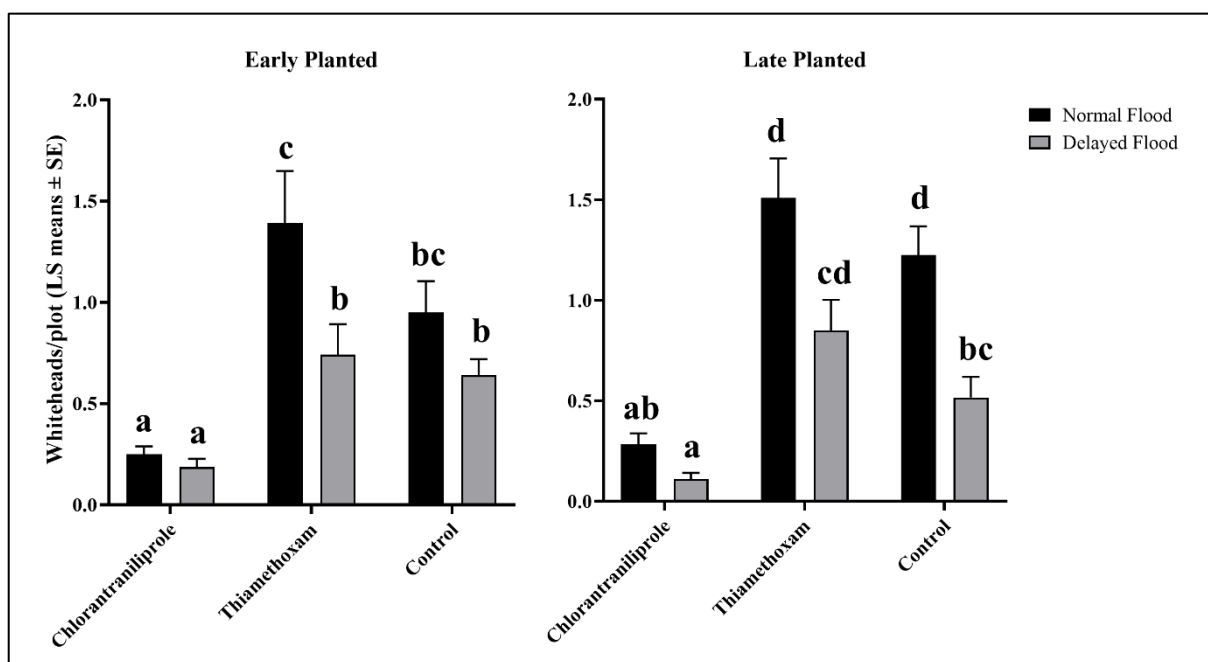 Early Planted
Late Planted
Normal Flood
Delayed Flood
Whiteheads/plot (LS means ± SE)
2.0
1.5
1.0
0.5
0.0
a
a
c
b
bc
b
Chlorantraniliprole
Thiamethoxam
Control
2.0
1.5
1.0
0.5
0.0
ab
a
d
cd
d
bc
Chlorantraniliprole
Thiamethoxam
Control